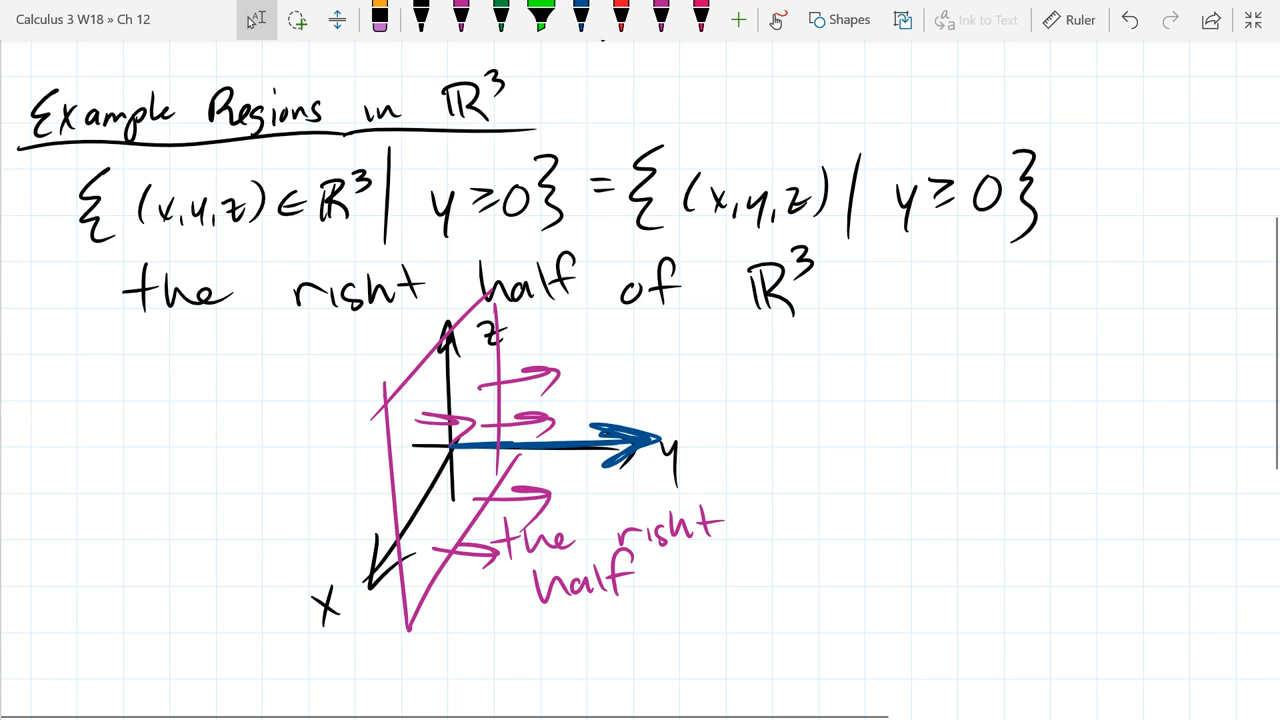 Calculus 3 W18 » Ch 12
Ink to Text
Shapes
Ruler
Example Regions in ℝ³
{ (x,y,z) ∈ ℝ³ | y ≥ 0 } = { (x,y,z) | y ≥ 0 }
the right half of ℝ³
z
y
the right
half
x